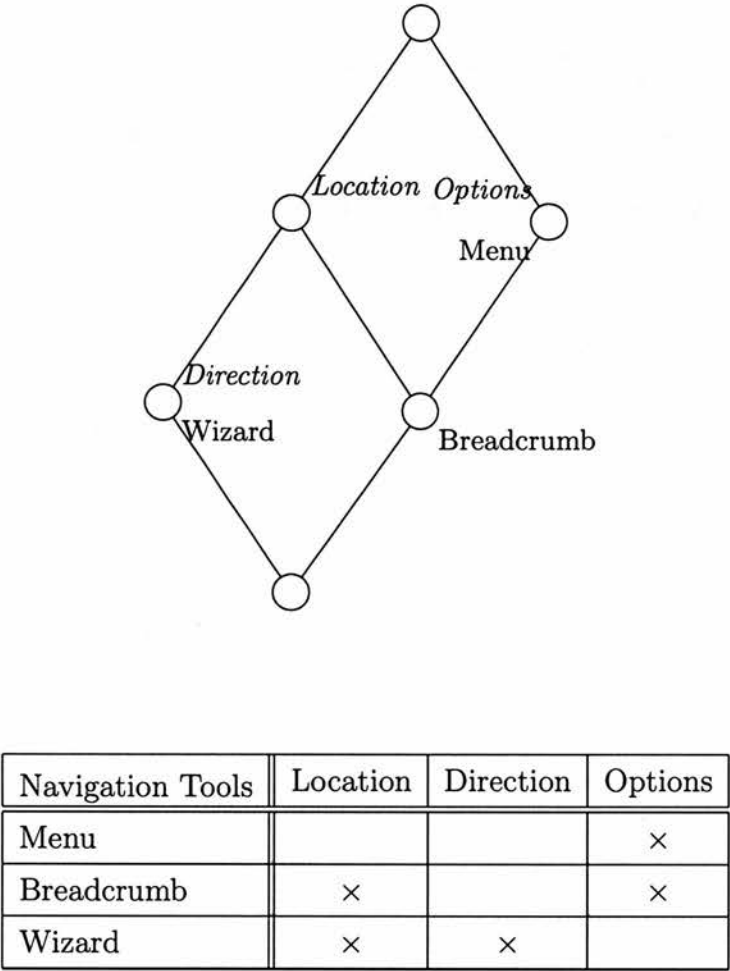 Location Options
Menu
Direction
Wizard
Breadcrumb
Navigation Tools Location Direction Options
Menu ×
Breadcrumb × ×
Wizard × ×